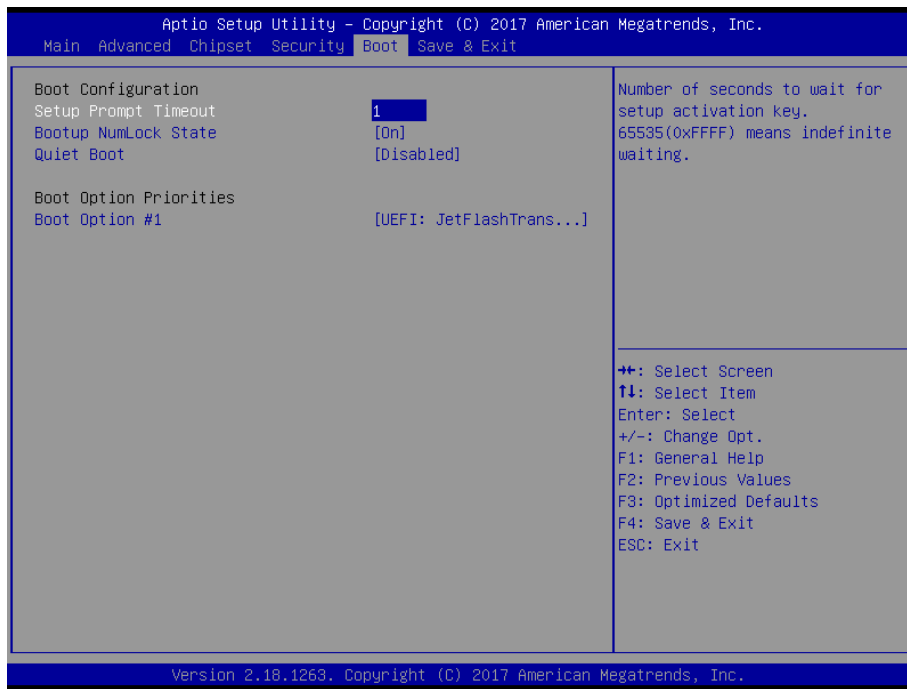 Aptio Setup Utility – Copyright (C) 2017 American Megatrends, Inc.
Main Advanced Chipset Security Boot Save & Exit
Boot Configuration
Setup Prompt Timeout 1
Bootup NumLock State [On]
Quiet Boot [Disabled]
Boot Option Priorities
Boot Option #1 [UEFI: JetFlashTrans...]
Number of seconds to wait for
setup activation key.
65535(0xFFFF) means indefinite
waiting.
→←: Select Screen
↑↓: Select Item
Enter: Select
+/-: Change Opt.
F1: General Help
F2: Previous Values
F3: Optimized Defaults
F4: Save & Exit
ESC: Exit
Version 2.18.1263. Copyright (C) 2017 American Megatrends, Inc.